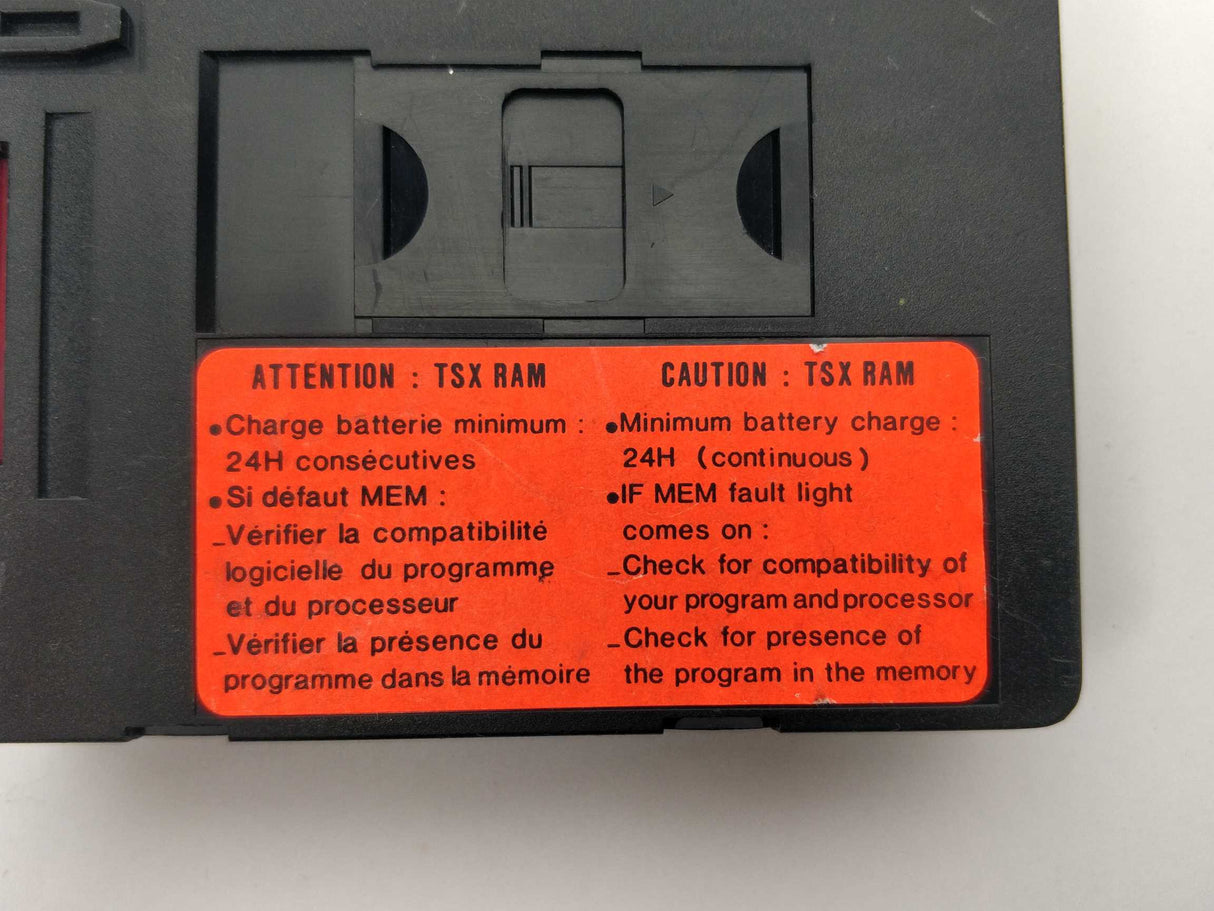 ATTENTION : TSX RAM
•Charge batterie minimum :
24H consécutives
•Si défaut MEM :
_Vérifier la compatibilité
logicielle du programme
et du processeur
_Vérifier la présence du
programme dans la mémoire
CAUTION : TSX RAM
•Minimum battery charge :
24H (continuous)
•IF MEM fault light
comes on :
_Check for compatibility of
your program and processor
_Check for presence of
the program in the memory